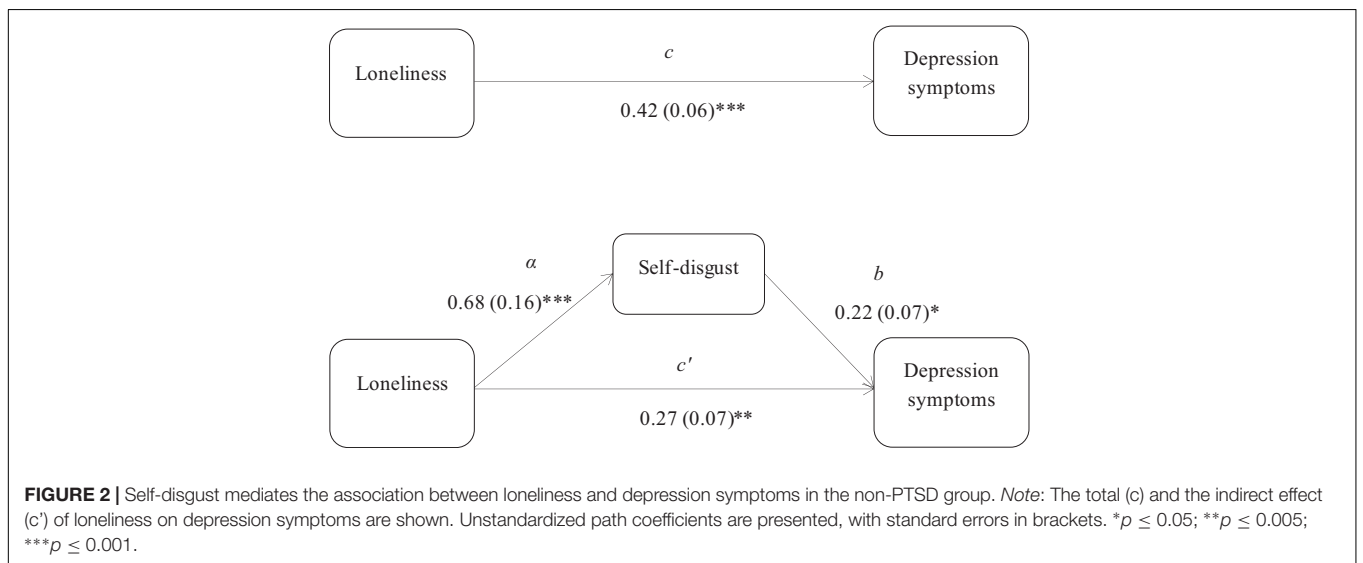 c
Loneliness
Depression
symptoms
0.42 (0.06)***
α
Self-disgust
b
0.68 (0.16)***
0.22 (0.07)*
Loneliness
c′
Depression
symptoms
0.27 (0.07)**
FIGURE 2 | Self-disgust mediates the association between loneliness and depression symptoms in the non-PTSD group. Note: The total (c) and the indirect effect
(c’) of loneliness on depression symptoms are shown. Unstandardized path coefficients are presented, with standard errors in brackets. *p ≤ 0.05; **p ≤ 0.005;
***p ≤ 0.001.